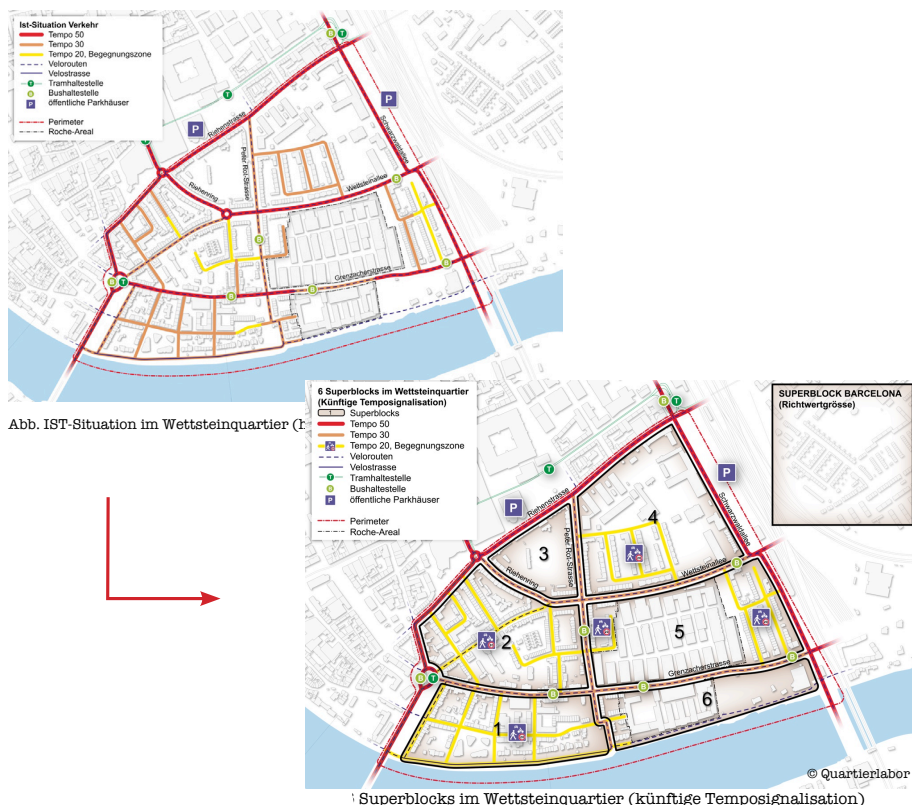 Ist-Situation Verkehr
Tempo 50
Tempo 30
Tempo 20, Begegnungszone
Velorouten
Velostrasse
T Tramhaltestelle
B Bushaltestelle
P öffentliche Parkhäuser
Perimeter
Roche-Areal
B T
T
P
P
T
Riehenstrasse
Schwarzwaldallee
Peter Rot-Strasse
Riehenring
Wettsteinallee
B
B
Grenzacherstrasse
B
B T
B
B
Abb. IST-Situation im Wettsteinquartier (h
6 Superblocks im Wettsteinquartier
(Künftige Temposignalisation)
1 Superblocks
Tempo 50
Tempo 30
Tempo 20, Begegnungszone
Velorouten
Velostrasse
T Tramhaltestelle
B Bushaltestelle
P öffentliche Parkhäuser
Perimeter
Roche-Areal
SUPERBLOCK BARCELONA
(Richtwertgrösse)
B T
T
P
P
Riehenstrasse
Schwarzwaldallee
4
3
Peter Rot-Strasse
Riehenring
Wettsteinallee
B
2
B
5
Grenzacherstrasse
B
B T
B
B
6
1
© Quartierlabor
Superblocks im Wettsteinquartier (künftige Temposignalisation)